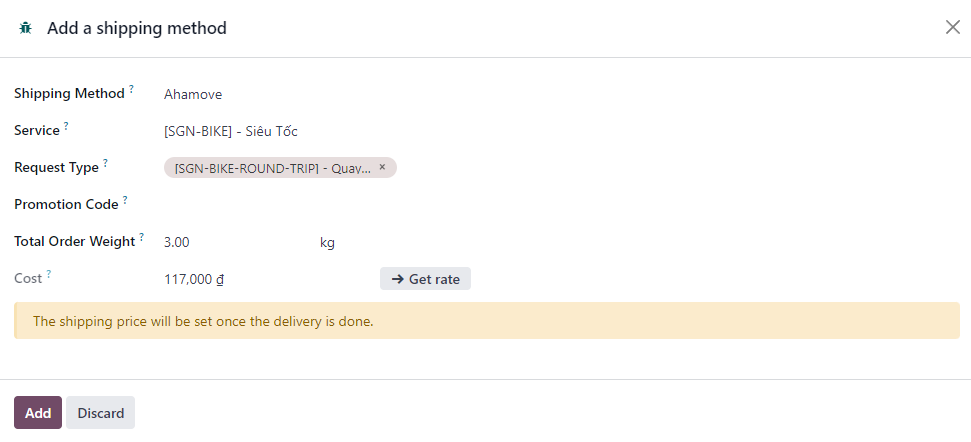 Add a shipping method
Shipping Method ? Ahamove
Service ? [SGN-BIKE] - Siêu Tốc
Request Type ? [SGN-BIKE-ROUND-TRIP] - Quay... ×
Promotion Code ?
Total Order Weight ? 3.00 kg
Cost ? 117,000 ₫ → Get rate
The shipping price will be set once the delivery is done.
Add Discard